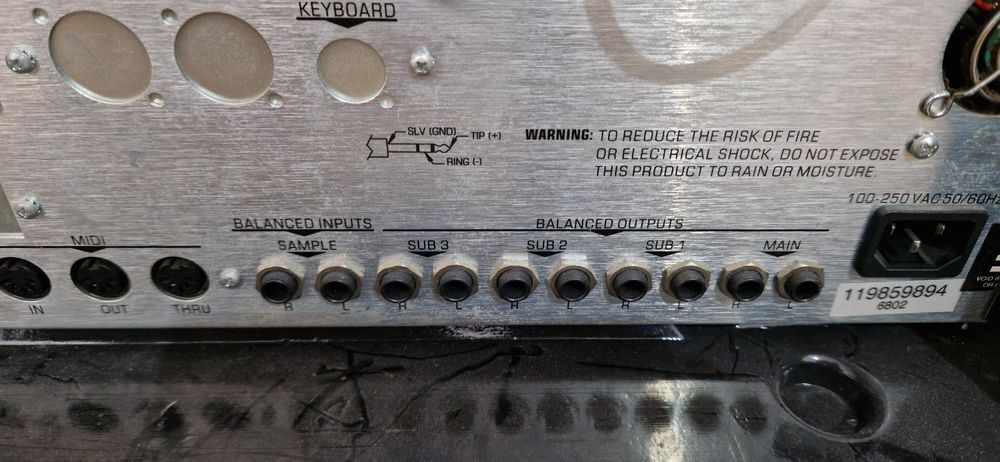 KEYBOARD
SLV (GND)
TIP (+)
RING (-)
WARNING: TO REDUCE THE RISK OF FIRE
OR ELECTRICAL SHOCK, DO NOT EXPOSE
THIS PRODUCT TO RAIN OR MOISTURE.
100-250 VAC 50/60Hz
BALANCED INPUTS
BALANCED OUTPUTS
MIDI
SAMPLE
SUB 3
SUB 2
SUB 1
MAIN
IN
OUT
THRU
R L R L R L R L R L
119859894
6802
VOID
OR